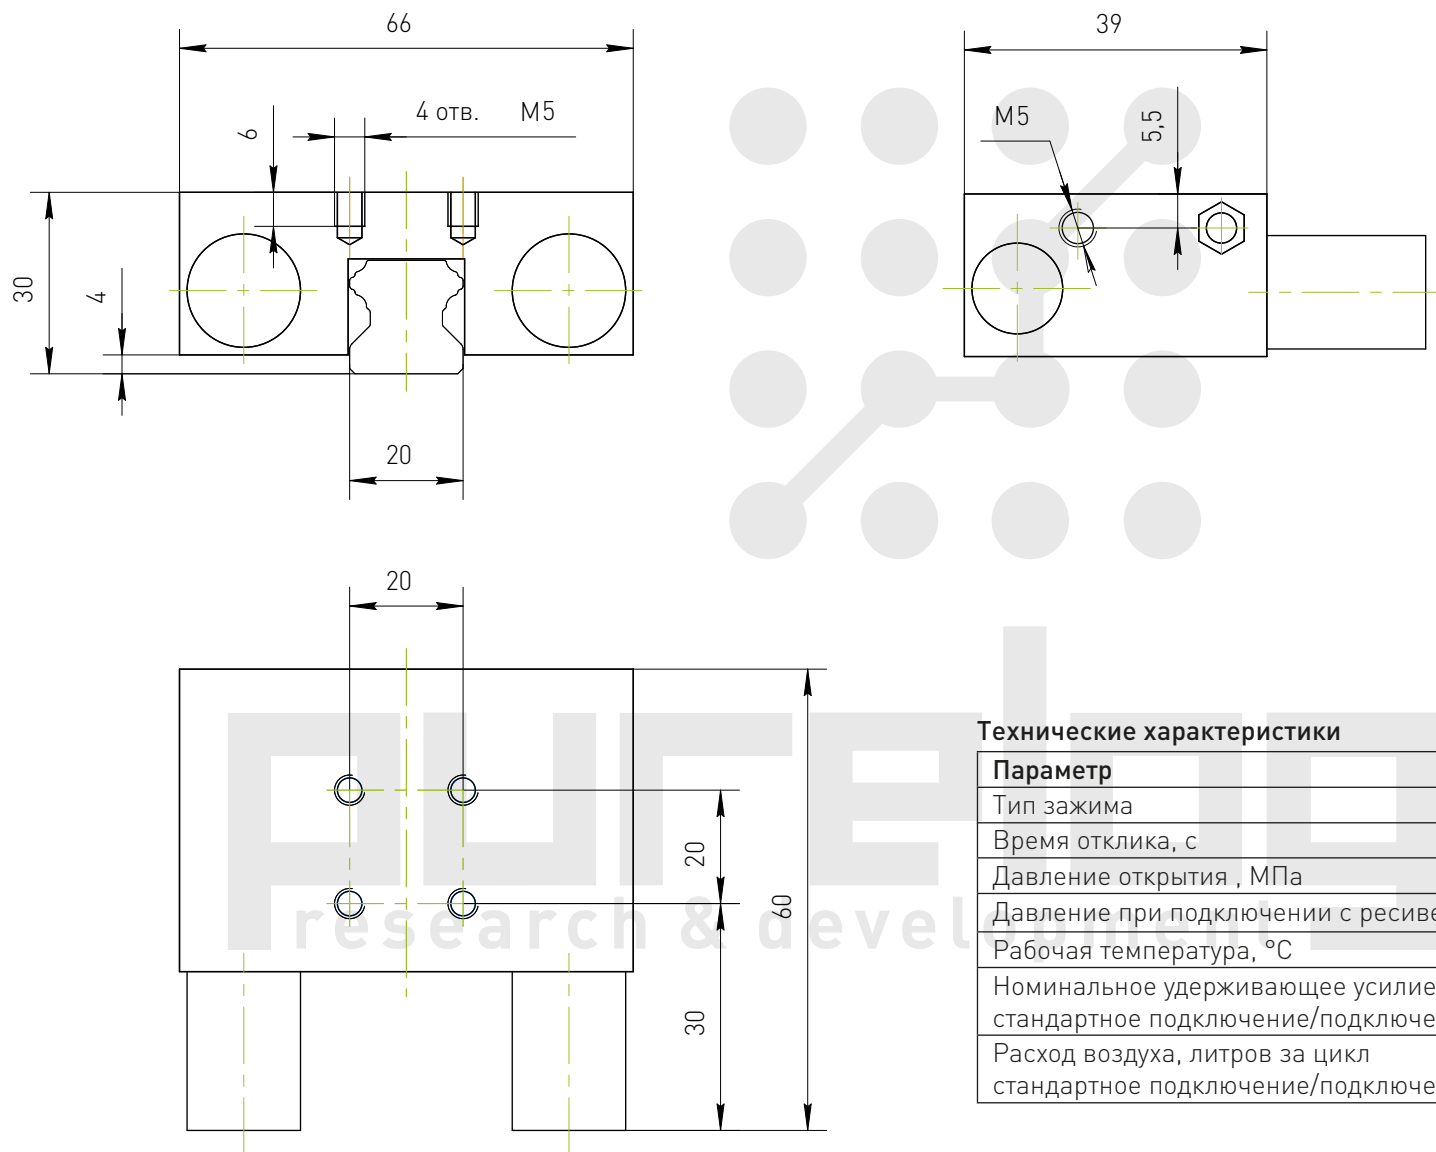 66
39
4 отв. M5
6
M5
5,5
30
4
20
20
20
60
30
purelog
research & development
Технические характеристики
Параметр
Тип зажима
Время отклика, с
Давление открытия , МПа
Давление при подключении с ресиве
Рабочая температура, °С
Номинальное удерживающее усилие
стандартное подключение/подключе
Расход воздуха, литров за цикл
стандартное подключение/подключе